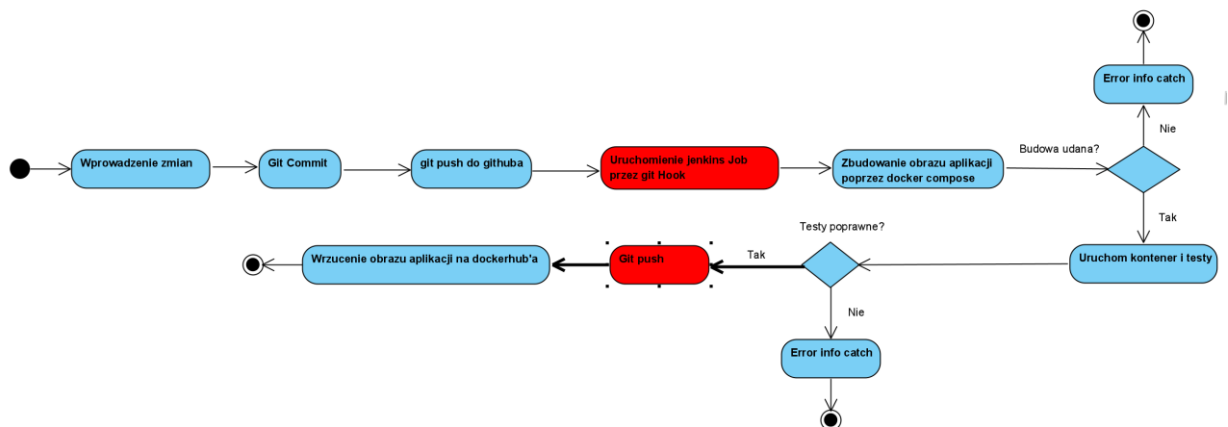 Error info catch
Nie
Wprowadzenie zmian
Git Commit
git push do githuba
Uruchomienie jenkins Job
przez git Hook
Zbudowanie obrazu aplikacji
poprzez docker compose
Budowa udana?
Tak
Uruchom kontener i testy
Testy poprawne?
Tak
Git push
Wrzucenie obrazu aplikacji na dockerhub'a
Nie
Error info catch